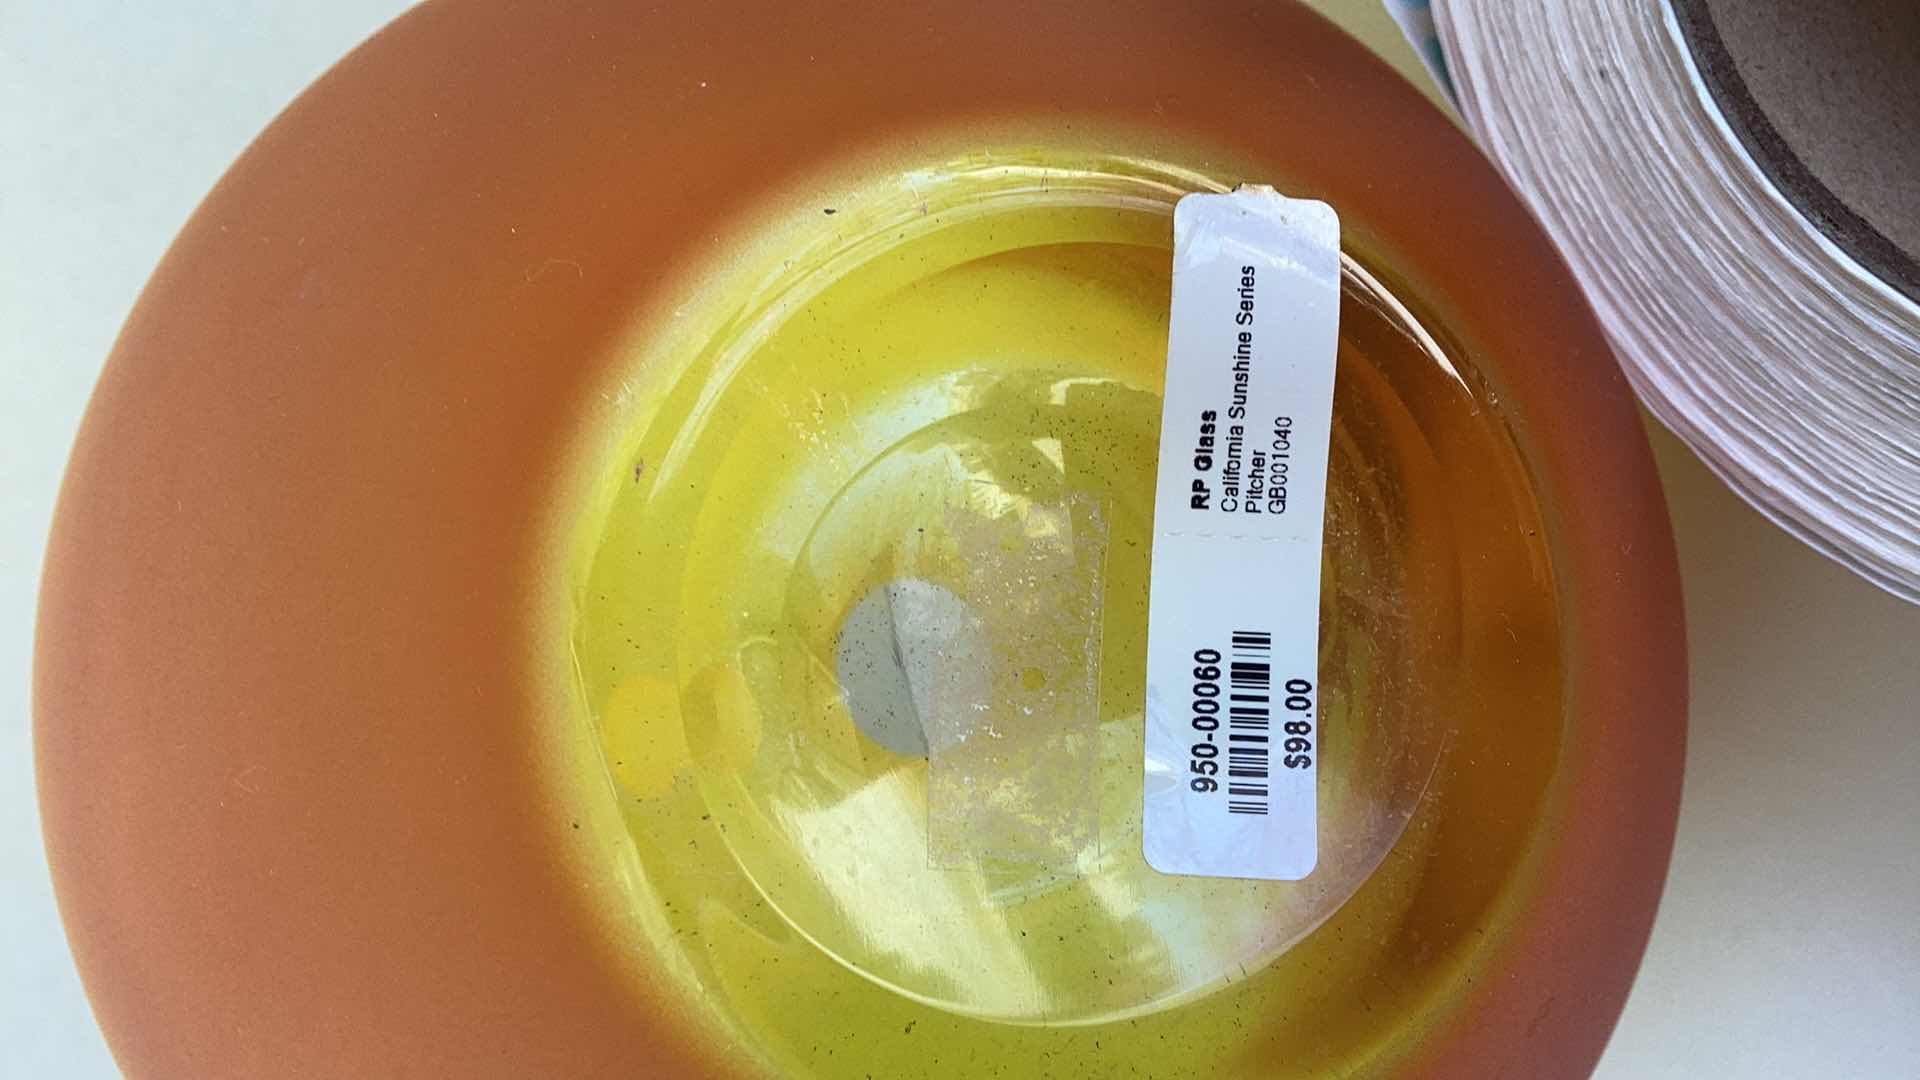 RP Glass
California Sunshine Series
Pitcher
GB001040
950-00060
$98.00